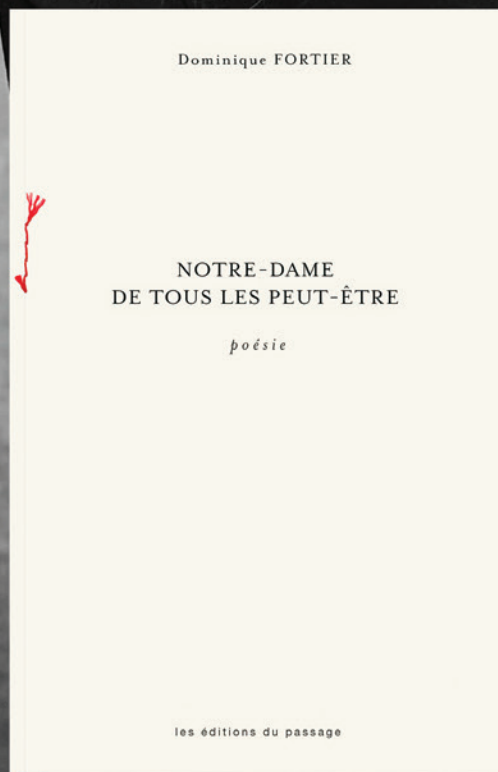 Dominique FORTIER
NOTRE-DAME
DE TOUS LES PEUT-ÊTRE
poésie
les éditions du passage